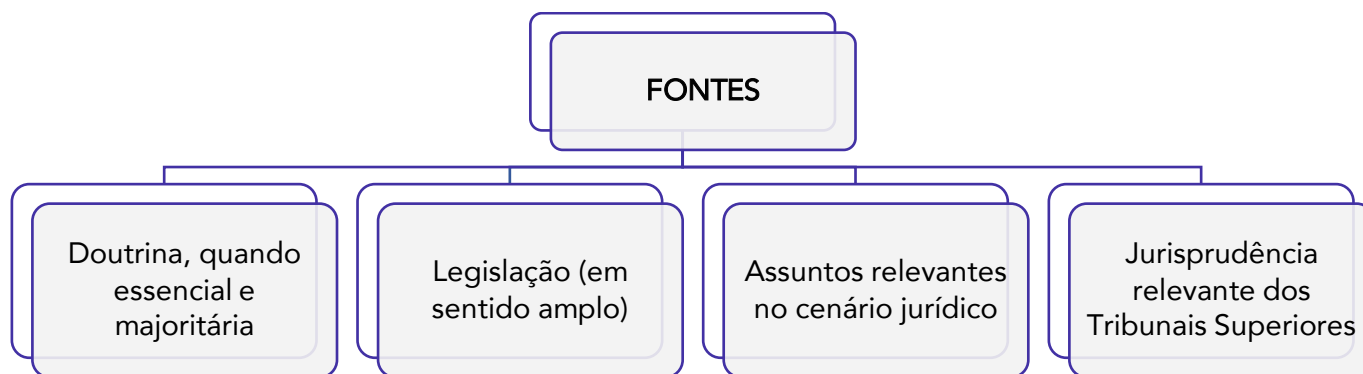 FONTES
Doutrina, quando
essencial e
majoritária
Legislação (em
sentido amplo)
Assuntos relevantes
no cenário jurídico
Jurisprudência
relevante dos
Tribunais Superiores